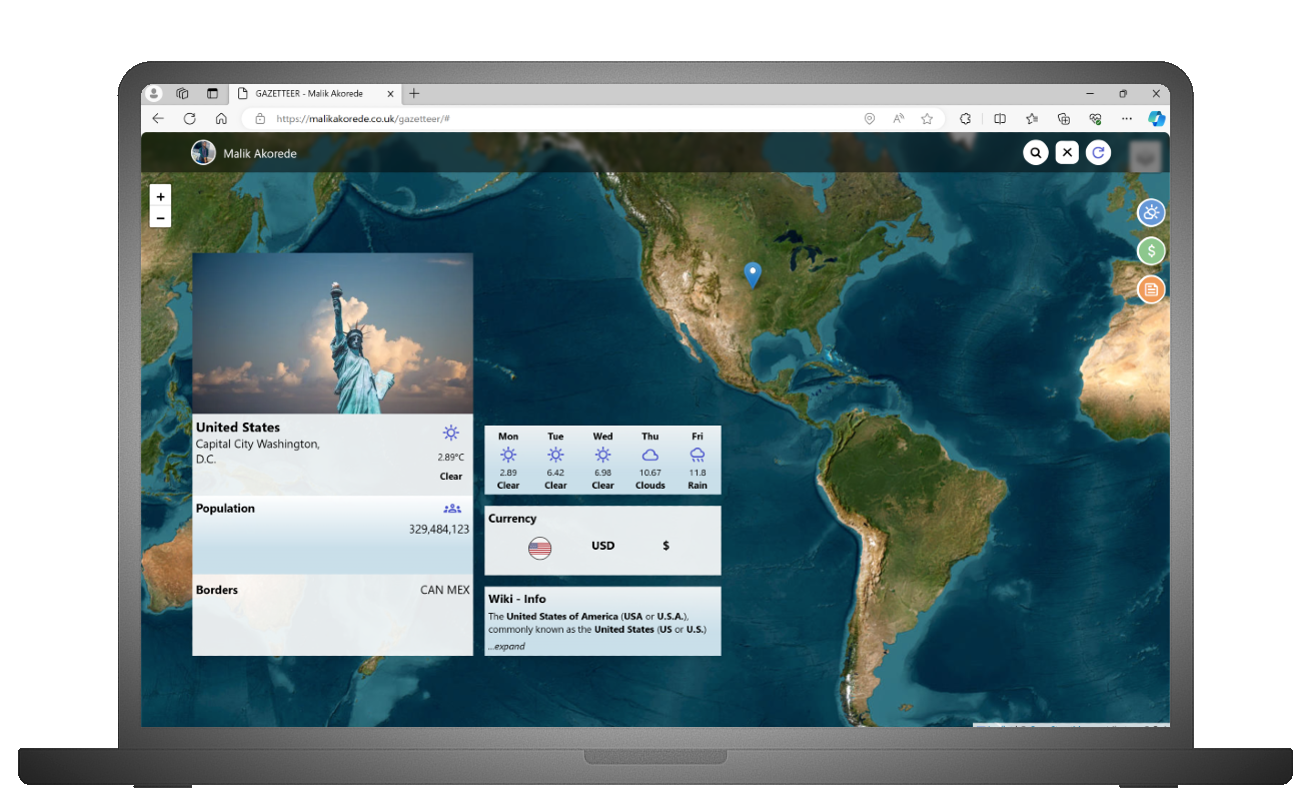 GAZETTEER - Malik Akorede
https://malikakorede.co.uk/gazetteer/#
Malik Akorede
+
−
United States
Capital City Washington,
D.C.
2.89°C
Clear
Population
329,484,123
Borders
CAN MEX
Mon Tue Wed Thu Fri
2.89 6.42 6.98 10.67 11.8
Clear Clear Clear Clouds Rain
Currency
USD $
Wiki - Info
The United States of America (USA or U.S.A.),
commonly known as the United States (US or U.S.)
...expand
$